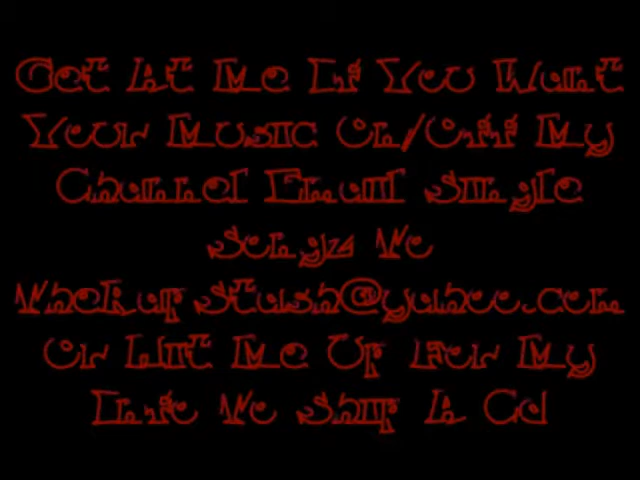 Get At Me If You Want
Your Music On/Off My
Channel Email Single
Songz To
Or Hit Me Up For My
Info To Ship A Cd